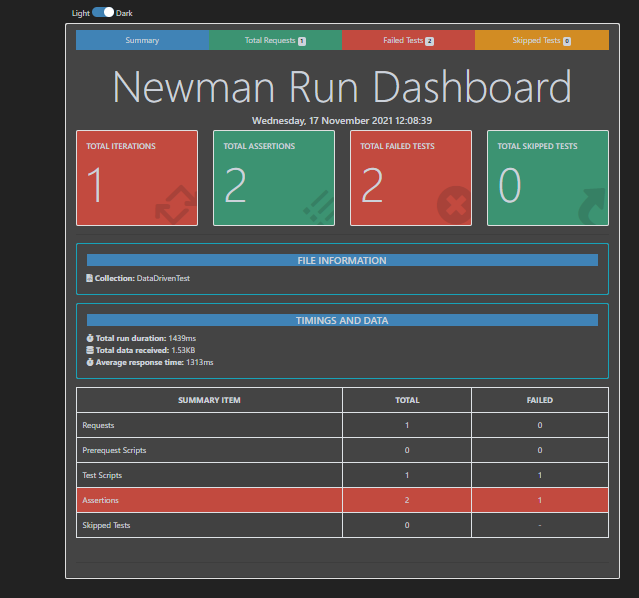 Light Dark
Summary Total Requests 1 Failed Tests 2 Skipped Tests 0
Newman Run Dashboard
Wednesday, 17 November 2021 12:08:39
TOTAL ITERATIONS TOTAL ASSERTIONS TOTAL FAILED TESTS TOTAL SKIPPED TESTS
1 2 2 0
FILE INFORMATION
Collection: DataDrivenTest
TIMINGS AND DATA
Total run duration: 1439ms
Total data received: 1.53KB
Average response time: 1313ms
SUMMARY ITEM TOTAL FAILED
Requests 1 0
Prerequest Scripts 0 0
Test Scripts 1 1
Assertions 2 1
Skipped Tests 0 -